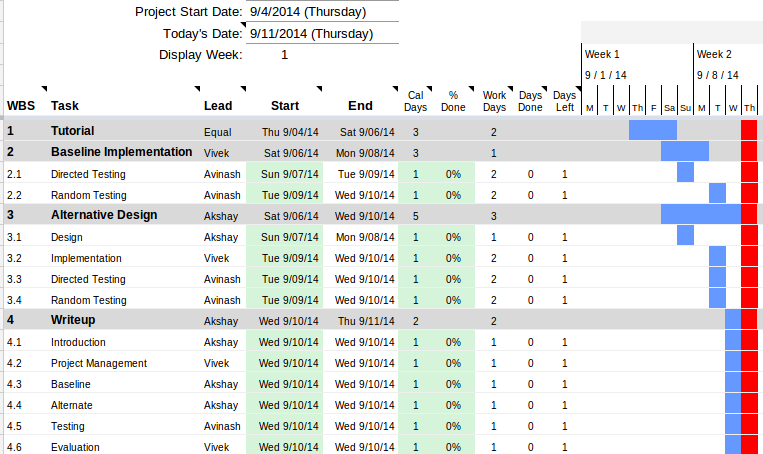 Project Start Date: 9/4/2014 (Thursday)
Today's Date: 9/11/2014 (Thursday)
Display Week: 1
Week 1 Week 2
9 / 1 / 14 9 / 8 / 14
WBS Task Lead Start End Cal Days % Done Work Days Days Done Days Left M T W Th F Sa Su M T W Th
1 Tutorial Equal Thu 9/04/14 Sat 9/06/14 3 2
2 Baseline Implementation Vivek Sat 9/06/14 Mon 9/08/14 3 1
2.1 Directed Testing Avinash Sun 9/07/14 Tue 9/09/14 1 0% 2 0 1
2.2 Random Testing Avinash Tue 9/09/14 Wed 9/10/14 1 0% 2 0 1
3 Alternative Design Akshay Sat 9/06/14 Wed 9/10/14 5 3
3.1 Design Akshay Sun 9/07/14 Mon 9/08/14 1 0% 1 0 1
3.2 Implementation Vivek Tue 9/09/14 Wed 9/10/14 1 0% 2 0 1
3.3 Directed Testing Avinash Tue 9/09/14 Wed 9/10/14 1 0% 2 0 1
3.4 Random Testing Avinash Tue 9/09/14 Wed 9/10/14 1 0% 2 0 1
4 Writeup Akshay Wed 9/10/14 Thu 9/11/14 2 2
4.1 Introduction Akshay Wed 9/10/14 Wed 9/10/14 1 0% 1 0 1
4.2 Project Management Vivek Wed 9/10/14 Wed 9/10/14 1 0% 1 0 1
4.3 Baseline Akshay Wed 9/10/14 Wed 9/10/14 1 0% 1 0 1
4.4 Alternate Akshay Wed 9/10/14 Wed 9/10/14 1 0% 1 0 1
4.5 Testing Avinash Wed 9/10/14 Wed 9/10/14 1 0% 1 0 1
4.6 Evaluation Vivek Wed 9/10/14 Wed 9/10/14 1 0% 1 0 1